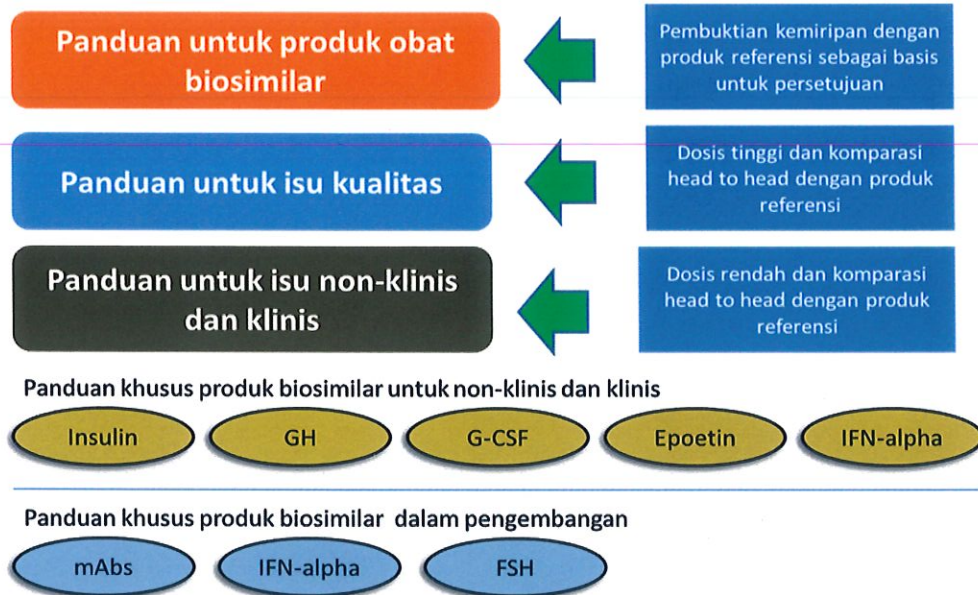 Panduan untuk produk obat
biosimilar
Pembuktian kemiripan dengan
produk referensi sebagai basis
untuk persetujuan
Panduan untuk isu kualitas
Dosis tinggi dan komparasi
head to head dengan produk
referensi
Panduan untuk isu non-klinis
dan klinis
Dosis rendah dan komparasi
head to head dengan produk
referensi
Panduan khusus produk biosimilar untuk non-klinis dan klinis
Insulin
GH
G-CSF
Epoetin
IFN-alpha
Panduan khusus produk biosimilar dalam pengembangan
mAbs
IFN-alpha
FSH